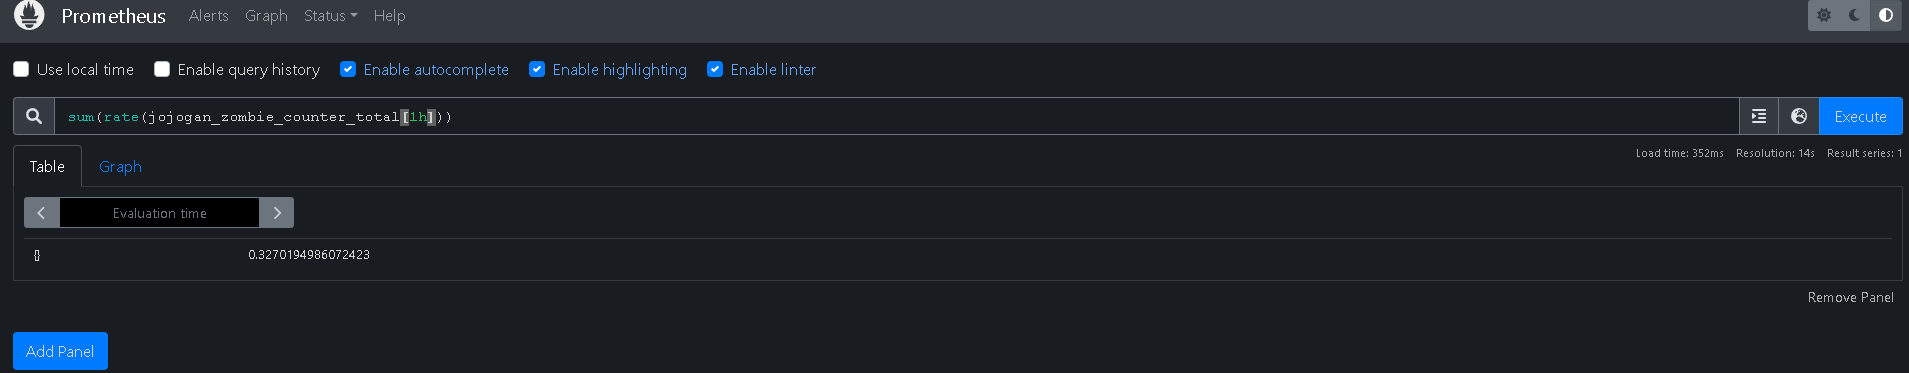 Prometheus Alerts Graph Status Help
Use local time Enable query history Enable autocomplete Enable highlighting Enable linter
sum(rate(jojogan_zombie_counter_total[1h])) Execute
Table Graph Load time: 352ms Resolution: 14s Result series: 1
Evaluation time
{} 0.3270194986072423
Remove Panel
Add Panel